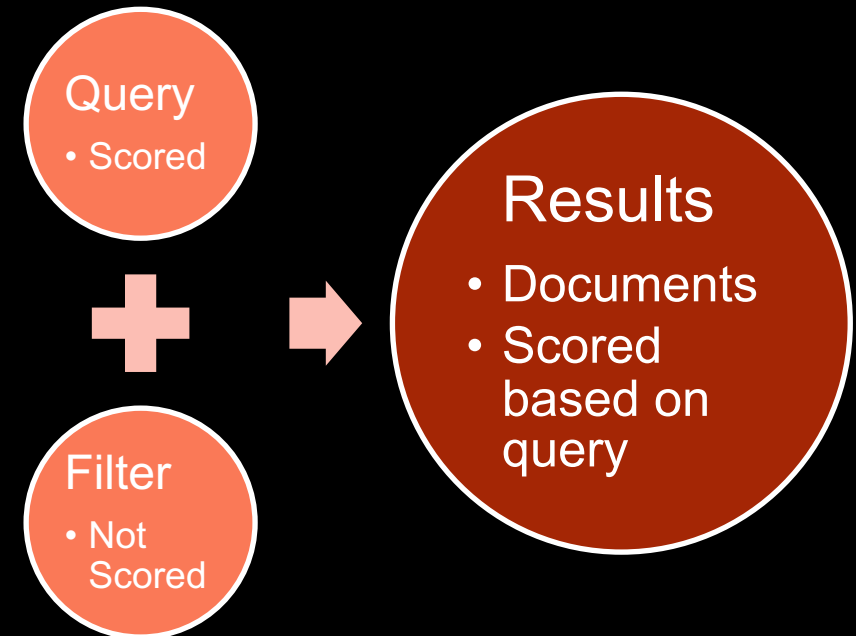 Query
• Scored
Filter
• Not
Scored
Results
• Documents
• Scored
based on
query